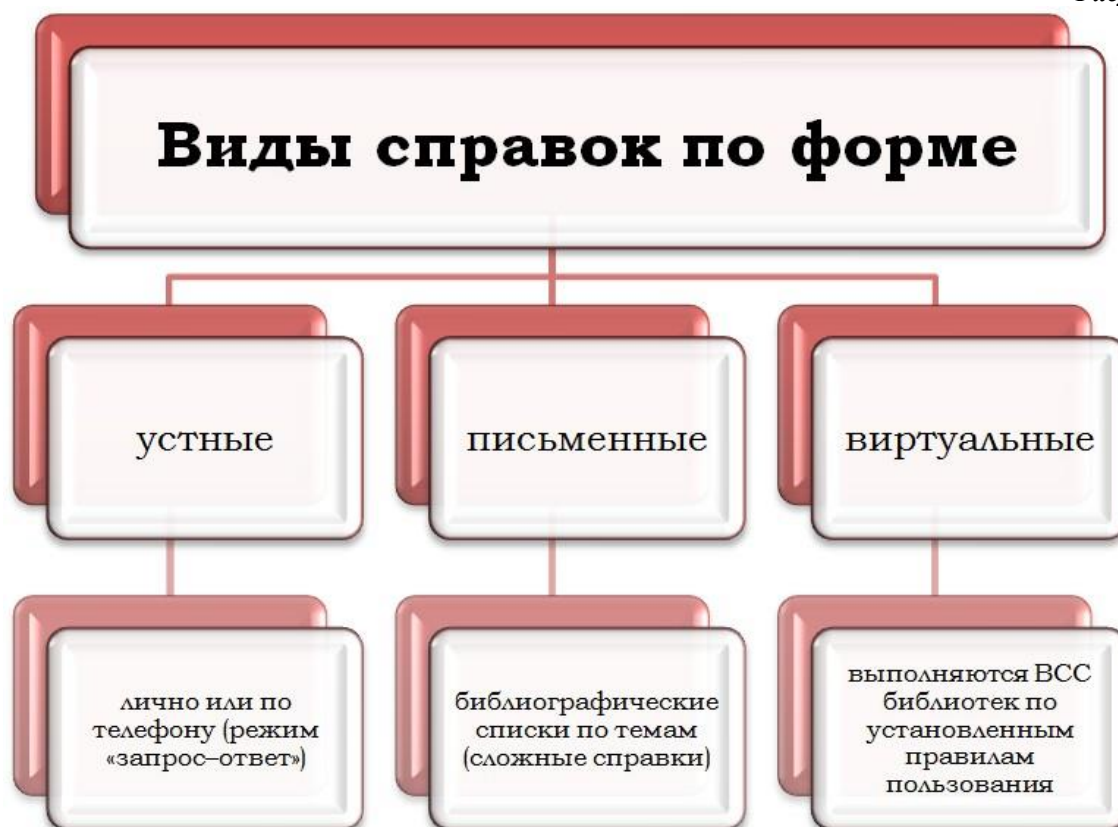 Виды справок по форме
устные
письменные
виртуальные
лично или по
телефону (режим
«запрос–ответ»)
библиографические
списки по темам
(сложные справки)
выполняются ВСС
библиотек по
установленным
правилам
пользования